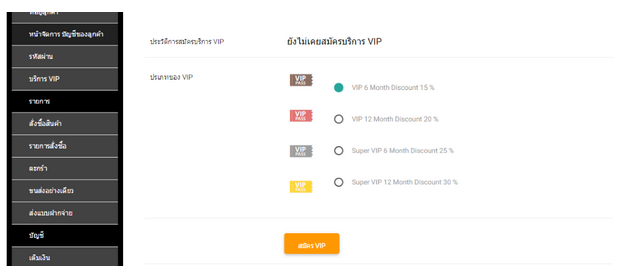 หน้าจัดการ บัญชีของลูกค้า
รหัสผ่าน
บริการ VIP
รายการ
สั่งซื้อสินค้า
รายการสั่งซื้อ
ตะกร้า
ขนส่งอย่างเดียว
ส่งแบบฝากจ่าย
บัญชี
เติมเงิน
ประวัติการสมัครบริการ VIP
ยังไม่เคยสมัครบริการ VIP
ประเภทของ VIP
VIP PASS
VIP 6 Month Discount 15 %
VIP PASS
VIP 12 Month Discount 20 %
VIP PASS
Super VIP 6 Month Discount 25 %
VIP PASS
Super VIP 12 Month Discount 30 %
สมัคร VIP